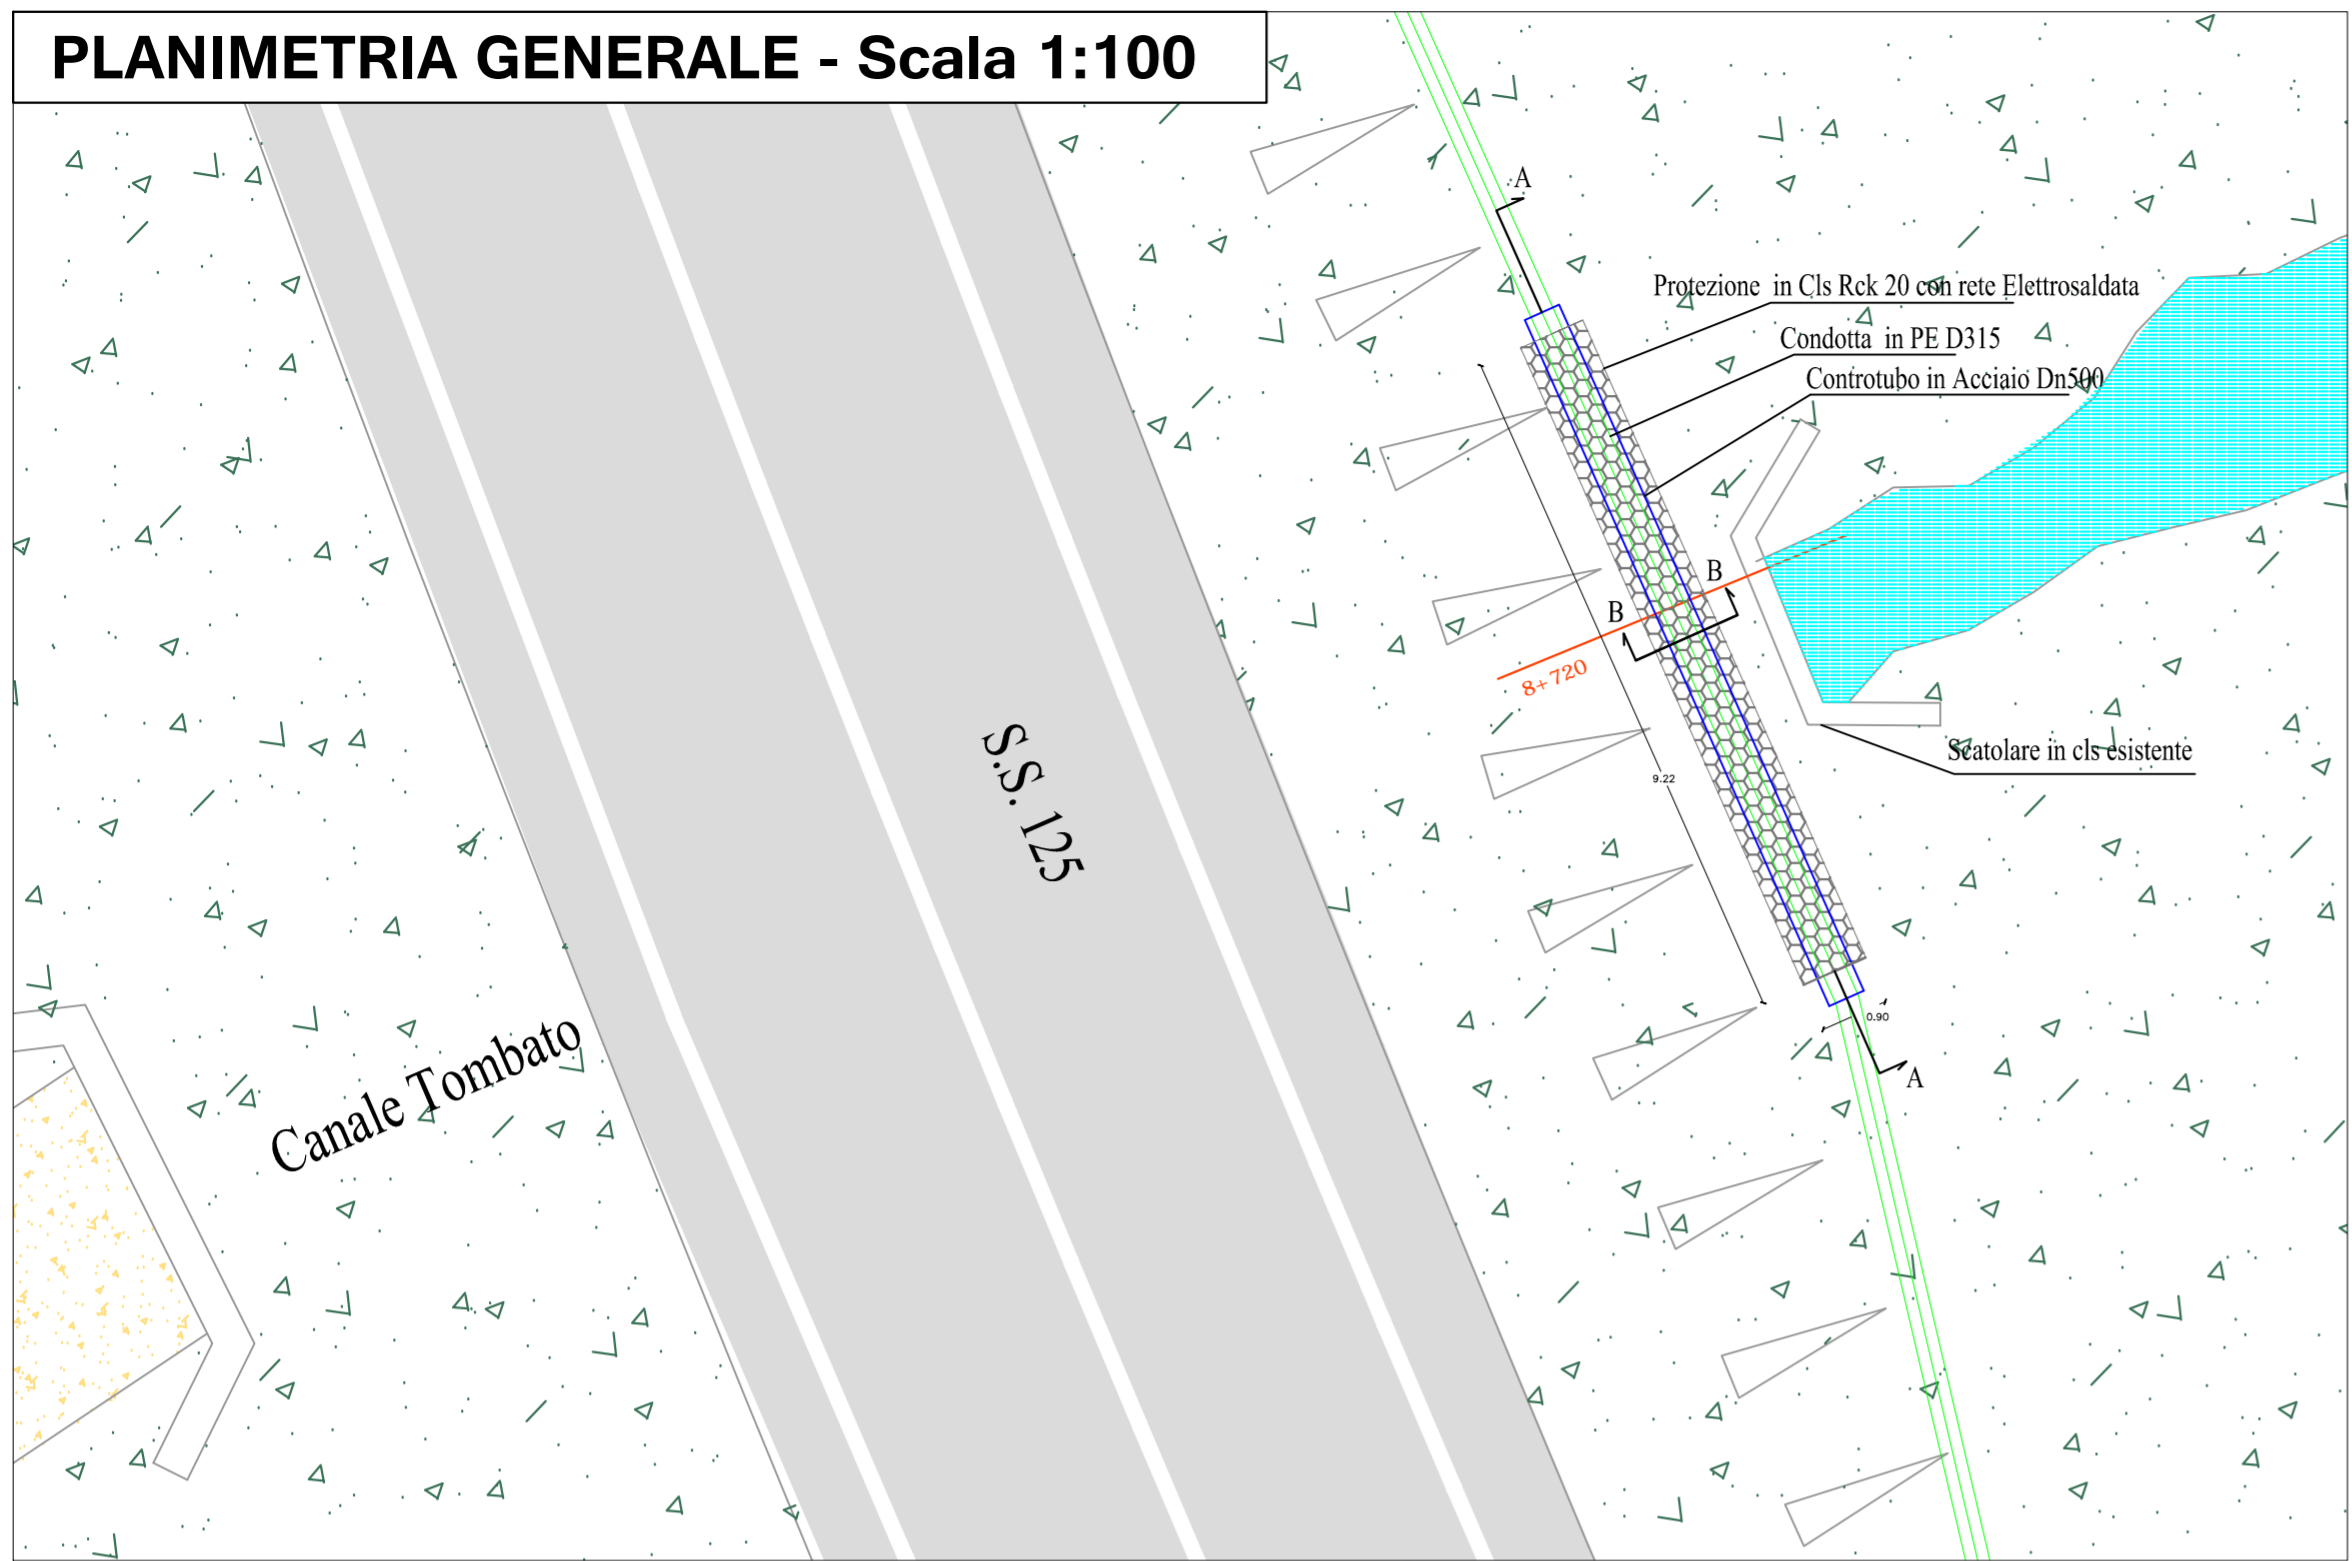 PLANIMETRIA GENERALE - Scala 1:100
A
Protezione in Cls Rck 20 con rete Elettrosaldata
Condotta in PE D315
Controtubo in Acciaio Dn500
B
B
8+720
S.S. 125
Scatolare in cls esistente
9.22
0.90
Canale Tombato
A